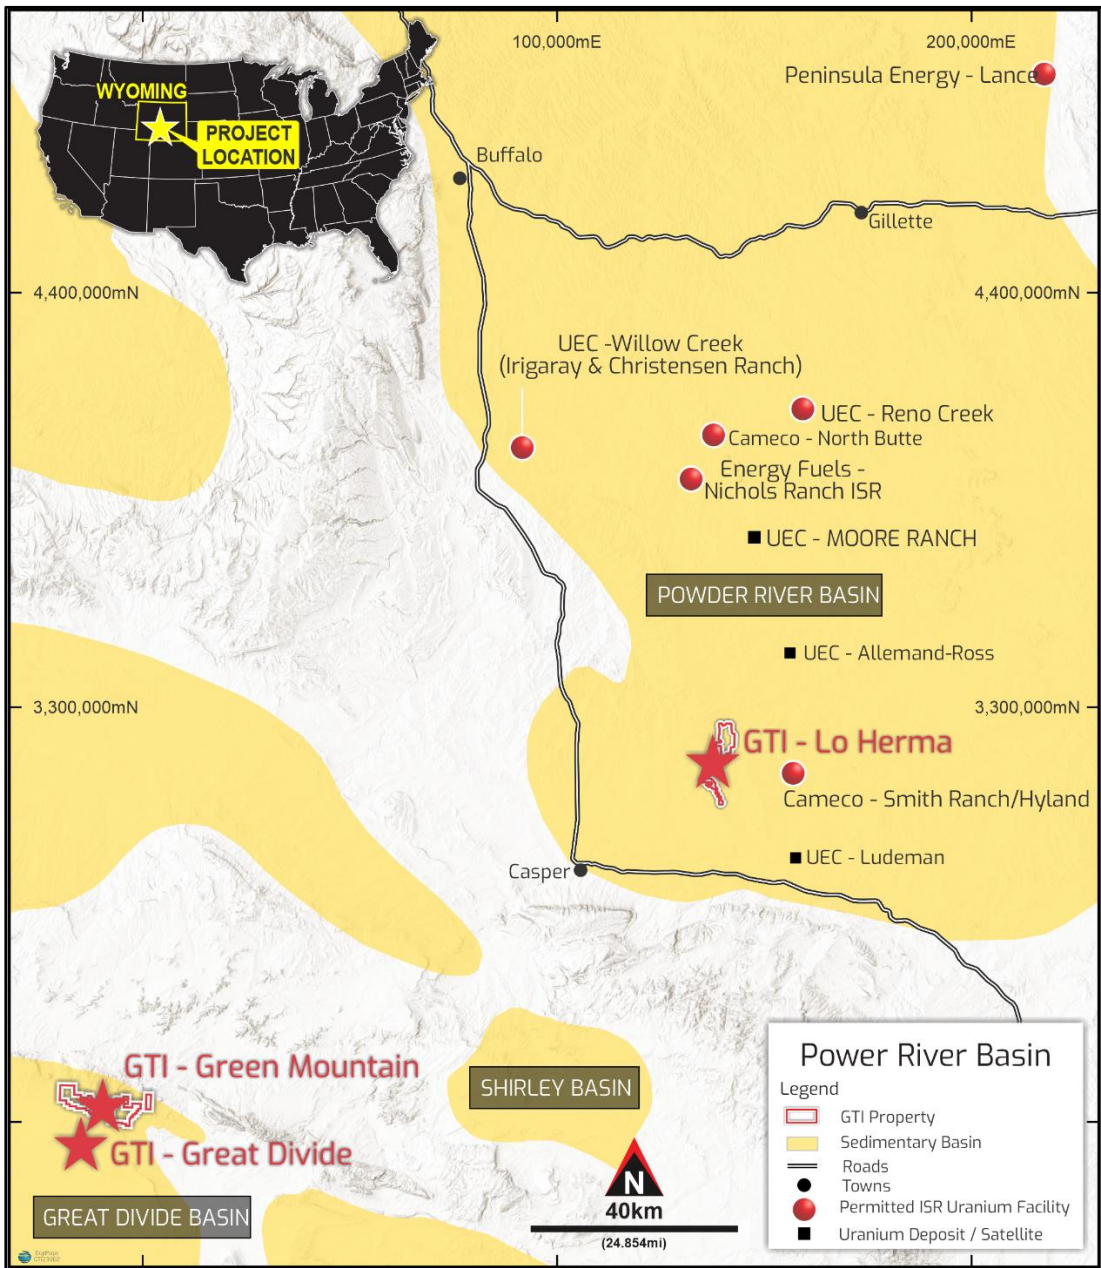 100,000mE
200,000mE
Peninsula Energy - Lance
WYOMING
PROJECT
LOCATION
Buffalo
Gillette
4,400,000mN
4,400,000mN
UEC -Willow Creek
(Irigaray & Christensen Ranch)
UEC - Reno Creek
Cameco - North Butte
Energy Fuels -
Nichols Ranch ISR
UEC - MOORE RANCH
POWDER RIVER BASIN
UEC - Allemand-Ross
3,300,000mN
3,300,000mN
GTI - Lo Herma
Cameco - Smith Ranch/Hyland
UEC - Ludeman
Casper
GTI - Green Mountain
GTI - Great Divide
SHIRLEY BASIN
GREAT DIVIDE BASIN
N
40km
(24.854mi)
Power River Basin
Legend
GTI Property
Sedimentary Basin
Roads
Towns
Permitted ISR Uranium Facility
Uranium Deposit / Satellite